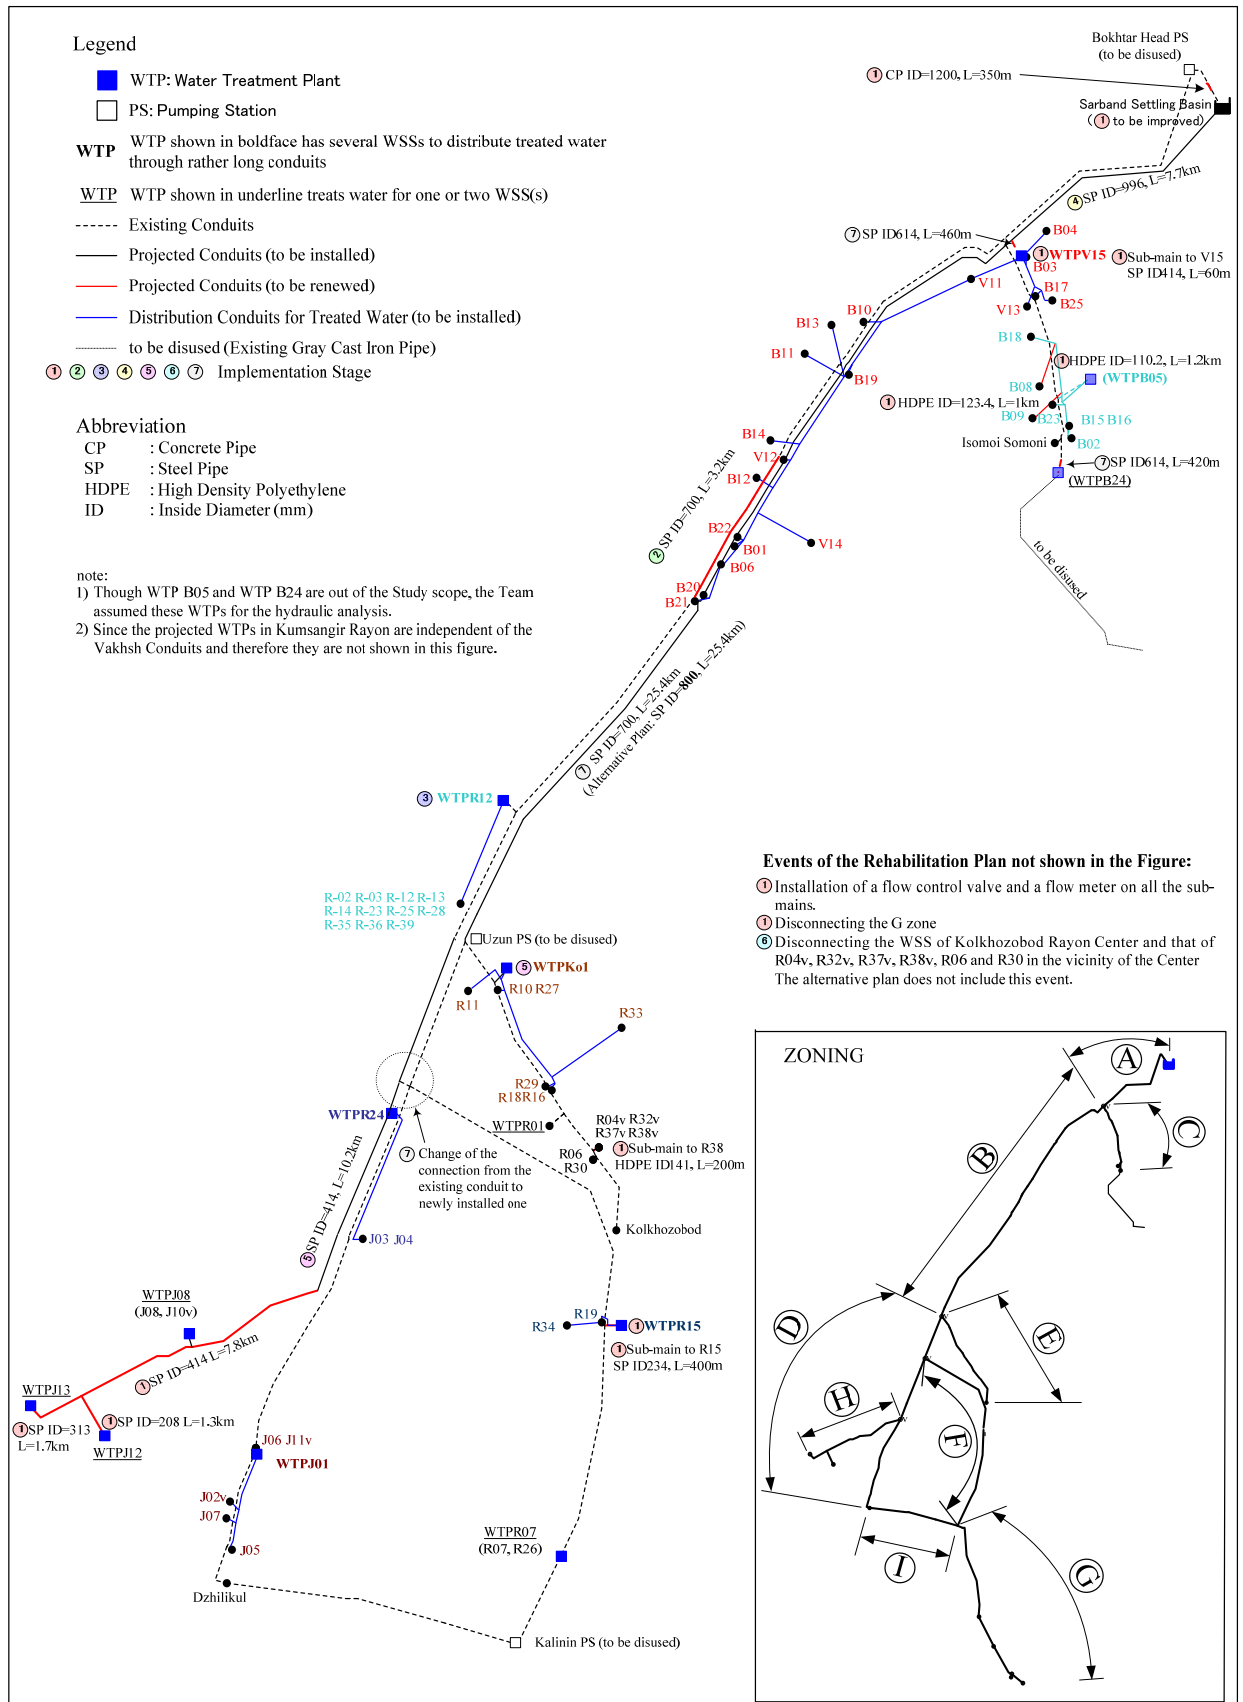 Legend
WTP: Water Treatment Plant
PS: Pumping Station
WTP WTP shown in boldface has several WSSs to distribute treated water
through rather long conduits
WTP WTP shown in underline treats water for one or two WSS(s)
Existing Conduits
Projected Conduits (to be installed)
Projected Conduits (to be renewed)
Distribution Conduits for Treated Water (to be installed)
to be disused (Existing Gray Cast Iron Pipe)
1 2 3 4 5 6 7 Implementation Stage
Abbreviation
CP : Concrete Pipe
SP : Steel Pipe
HDPE : High Density Polyethylene
ID : Inside Diameter (mm)
note:
1) Though WTP B05 and WTP B24 are out of the Study scope, the Team
assumed these WTPs for the hydraulic analysis.
2) Since the projected WTPs in Kumsangir Rayon are independent of the
Vakhsh Conduits and therefore they are not shown in this figure.
Bokhtar Head PS
(to be disused)
1 CP ID=1200, L=350m
Sarband Settling Basin
(1 to be improved)
4 SP ID=996, L=7.7km
7 SP ID614, L=460m
B04
1 WTPV15
B03
1 Sub-main to V15
SP ID414, L=60m
V11
B17
B25
V13
B10
B13
B18
B11
1 HDPE ID=110.2, L=1.2km
B19
(WTPB05)
B08
1 HDPE ID=123.4, L=1km
B09
B23
B15 B16
B14
Isomoi Somoni
B02
V12
7 SP ID614, L=420m
B12
(WTPB24)
2 SP ID=700, L=3.2km
B22
B01
V14
B06
to be disused
B20
B21
7 SP ID=700, L=25.4km
(Alternative Plan: SP ID=800, L=25.4km)
3 WTPR12
R-02 R-03 R-12 R-13
R-14 R-23 R-25 R-28
R-35 R-36 R-39
Uzun PS (to be disused)
5 WTPKo1
R11
R10 R27
R33
R29
R18R16
WTPR24
WTPR01
R04v R32v
R37v R38v
1 Sub-main to R38
HDPE ID141, L=200m
R06
R30
7 Change of the
connection from the
existing conduit to
newly installed one
5 SP ID=414, L=10.2km
Kolkhozobod
J03 J04
WTPJ08
(J08, J10v)
R19
R34
1 WTPR15
1 Sub-main to R15
SP ID234, L=400m
1 SP ID=414 L=7.8km
WTPJ13
1 SP ID=313
L=1.7km
1 SP ID=208 L=1.3km
WTPJ12
J06 J11v
WTPJ01
J02v
J07
J05
WTPR07
(R07, R26)
Dzhilikul
Kalinin PS (to be disused)
Events of the Rehabilitation Plan not shown in the Figure:
1 Installation of a flow control valve and a flow meter on all the sub-
mains.
1 Disconnecting the G zone
6 Disconnecting the WSS of Kolkhozobod Rayon Center and that of
R04v, R32v, R37v, R38v, R06 and R30 in the vicinity of the Center
The alternative plan does not include this event.
ZONING
A
B
C
D
E
H
F
I
G